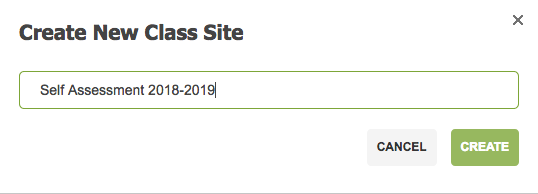 Create New Class Site
Self Assessment 2018-2019
CANCEL
CREATE